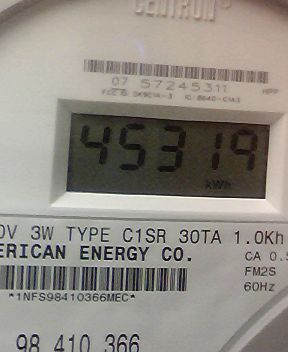 CENTRON®
07 57245311 HPP
45319
kWh
0V 3W TYPE C1SR 30TA 1.0Kh
ERICAN ENERGY CO. CA 0.5
FM2S
*1NFS98410366MEC* 60Hz
98 410 366